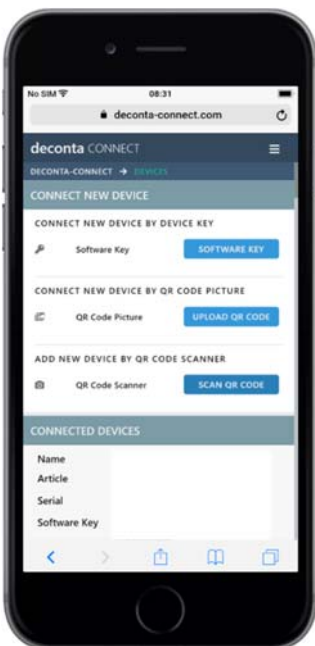 No SIM 08:31
deconta-connect.com
deconta CONNECT
DECONTA-CONNECT → DEVICES
CONNECT NEW DEVICE
CONNECT NEW DEVICE BY DEVICE KEY
Software Key SOFTWARE KEY
CONNECT NEW DEVICE BY QR CODE PICTURE
QR Code Picture UPLOAD QR CODE
ADD NEW DEVICE BY QR CODE SCANNER
QR Code Scanner SCAN QR CODE
CONNECTED DEVICES
Name
Article
Serial
Software Key